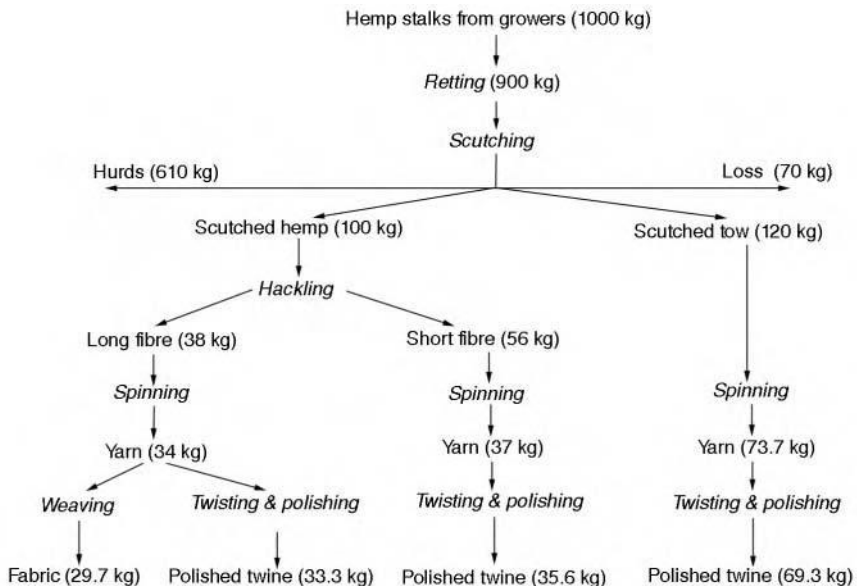 Hemp stalks from growers (1000 kg)
Retting (900 kg)
Scutching
Hurds (610 kg)
Loss (70 kg)
Scutched hemp (100 kg)
Scutched tow (120 kg)
Hackling
Long fibre (38 kg)
Short fibre (56 kg)
Spinning
Spinning
Spinning
Yarn (34 kg)
Yarn (37 kg)
Yarn (73.7 kg)
Weaving
Twisting & polishing
Twisting & polishing
Twisting & polishing
Fabric (29.7 kg)
Polished twine (33.3 kg)
Polished twine (35.6 kg)
Polished twine (69.3 kg)